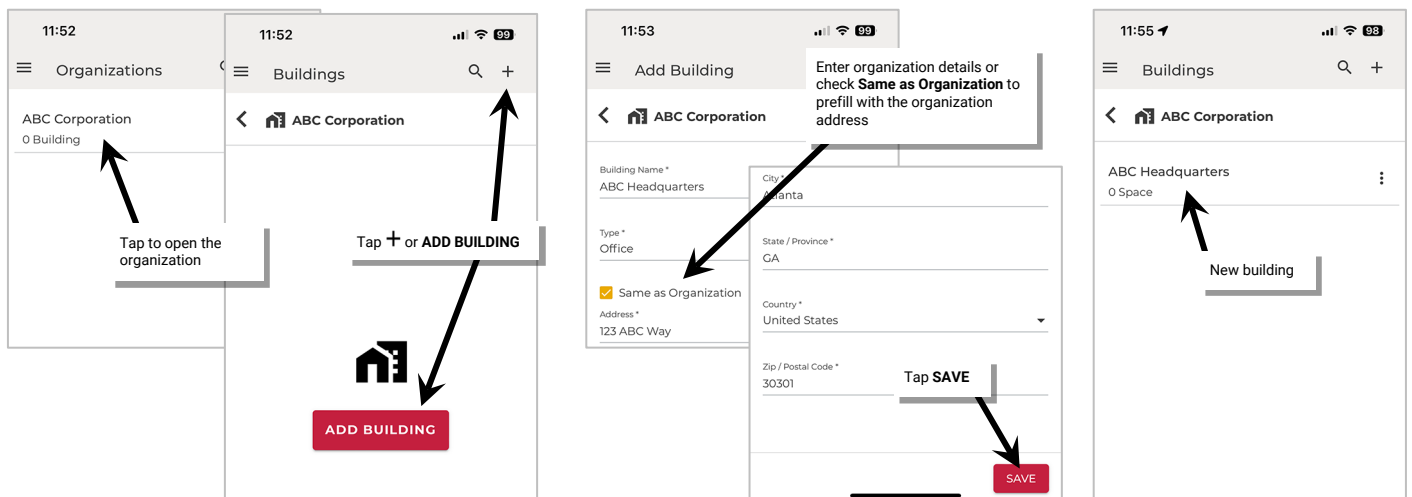 11:52
Organizations
ABC Corporation
0 Building
Tap to open the
organization
11:52
99
Buildings
ABC Corporation
Tap + or ADD BUILDING
ADD BUILDING
11:53
99
Add Building
Enter organization details or
check Same as Organization to
prefill with the organization
address
ABC Corporation
Building Name *
ABC Headquarters
Type *
Office
Same as Organization
Address *
123 ABC Way
City *
Atlanta
State / Province *
GA
Country *
United States
Zip / Postal Code *
30301
Tap SAVE
SAVE
11:55
98
Buildings
ABC Corporation
ABC Headquarters
0 Space
New building